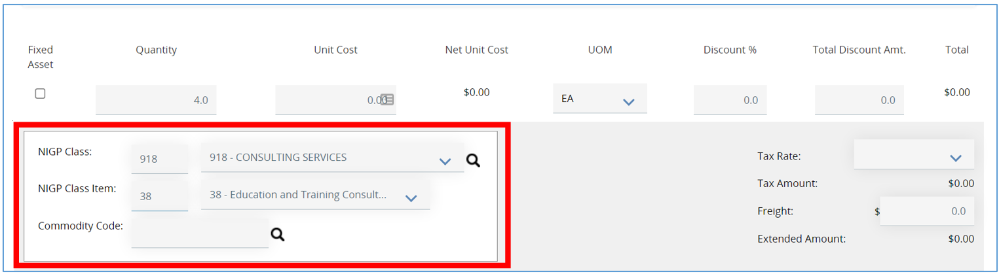 Fixed Asset Quantity Unit Cost Net Unit Cost UOM Discount % Total Discount Amt. Total
4.0 0.00 $0.00 EA 0.0 0.0 $0.00
NIGP Class: 918 918 - CONSULTING SERVICES
NIGP Class Item: 38 38 - Education and Training Consult...
Commodity Code:
Tax Rate:
Tax Amount: $0.00
Freight: $ 0.0
Extended Amount: $0.00